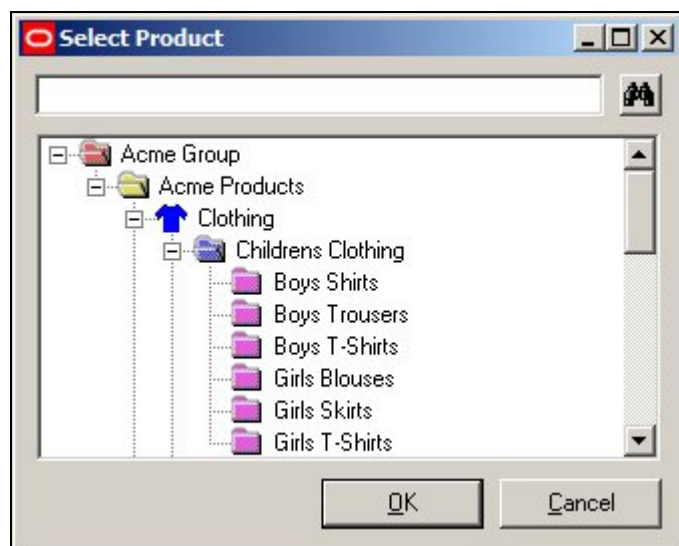 Select Product
Acme Group
Acme Products
Clothing
Childrens Clothing
Boys Shirts
Boys Trousers
Boys T-Shirts
Girls Blouses
Girls Skirts
Girls T-Shirts
OK
Cancel